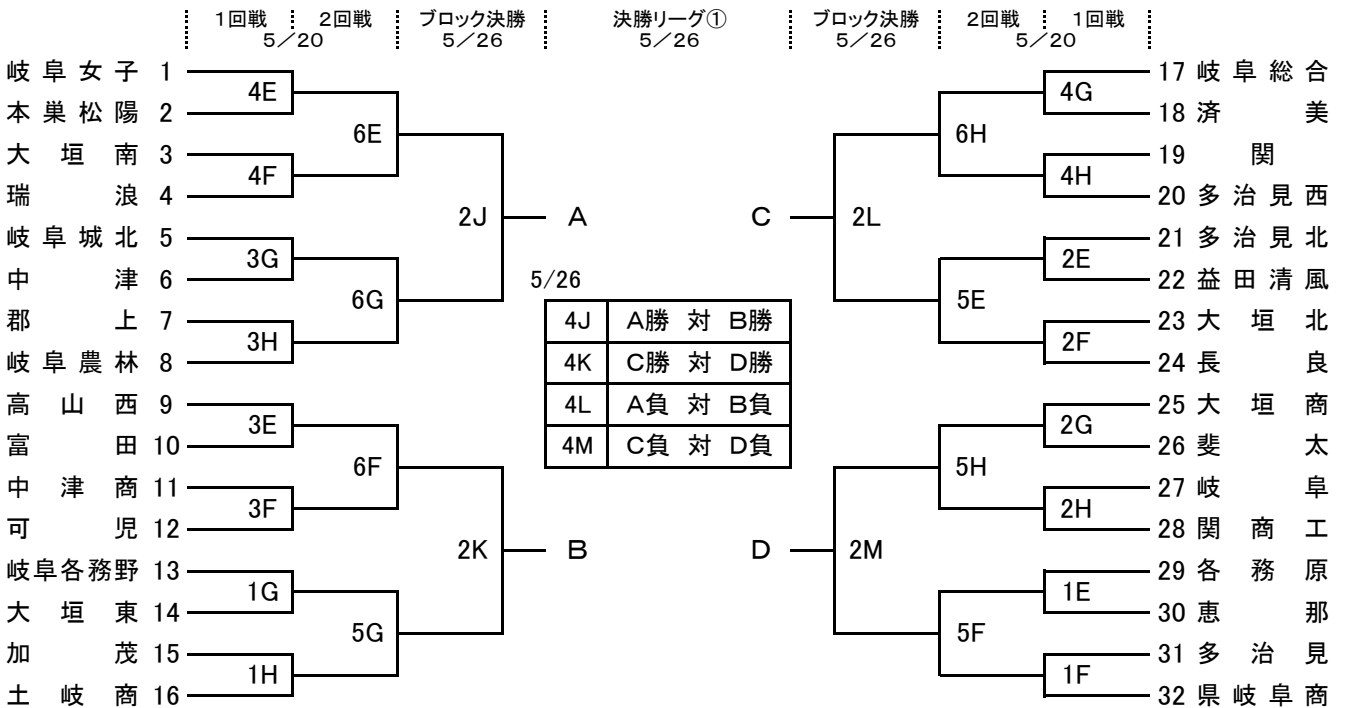 1回戦 2回戦 ブロック決勝 決勝リーグ① ブロック決勝 2回戦 1回戦
5/20 5/26 5/26 5/26 5/20
岐阜女子 1
4E
本巣松陽 2
6E
大垣南 3
4F
瑞浪 4
2J A
岐阜城北 5
3G
中津 6
6G
郡上 7
3H
岐阜農林 8
高山西 9
3E
富田 10
6F
中津商 11
3F
可児 12
2K B
岐阜各務野 13
1G
大垣東 14
5G
加茂 15
1H
土岐商 16
5/26
4J A勝 対 B勝
4K C勝 対 D勝
4L A負 対 B負
4M C負 対 D負
17 岐阜総合
4G
18 済美
6H
19 関
4H
20 多治見西
C 2L
21 多治見北
2E
22 益田清風
5E
23 大垣北
2F
24 長良
25 大垣商
2G
26 斐太
5H
27 岐阜
2H
28 関商工
D 2M
29 各務原
1E
30 恵那
5F
31 多治見
1F
32 県岐阜商